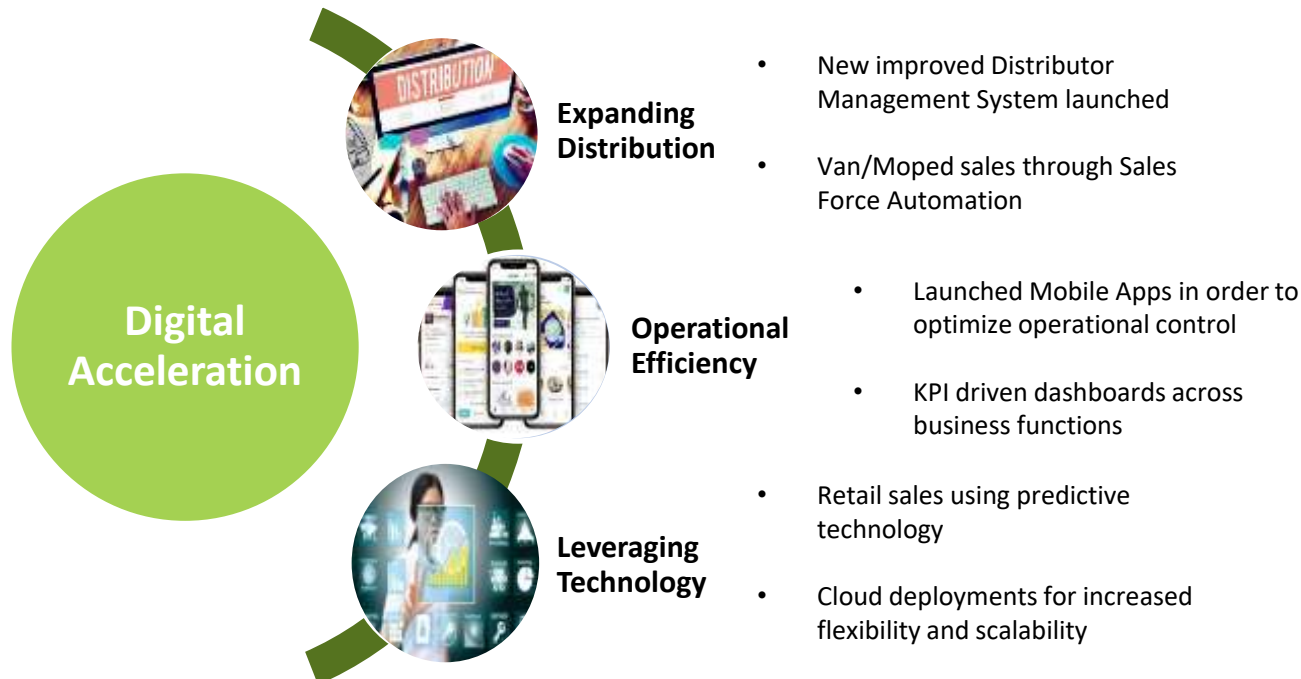 Digital
Acceleration
DISTRIBUTION
Expanding
Distribution
• New improved Distributor
Management System launched
• Van/Moped sales through Sales
Force Automation
Operational
Efficiency
• Launched Mobile Apps in order to
optimize operational control
• KPI driven dashboards across
business functions
Leveraging
Technology
• Retail sales using predictive
technology
• Cloud deployments for increased
flexibility and scalability